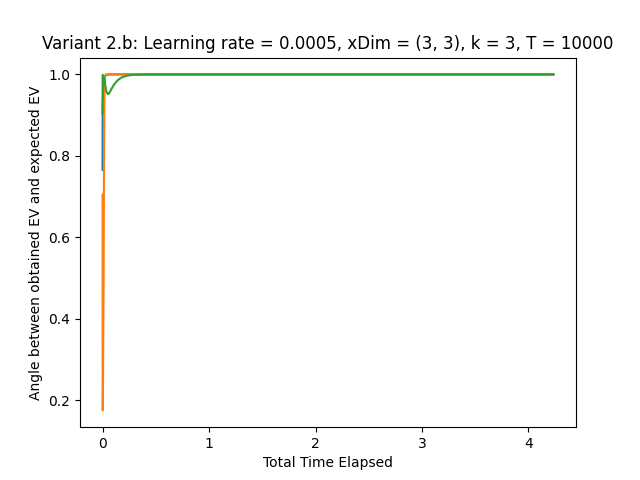 Variant 2.b: Learning rate = 0.0005, xDim = (3, 3), k = 3, T = 10000
Angle between obtained EV and expected EV
1.0
0.8
0.6
0.4
0.2
0 1 2 3 4
Total Time Elapsed